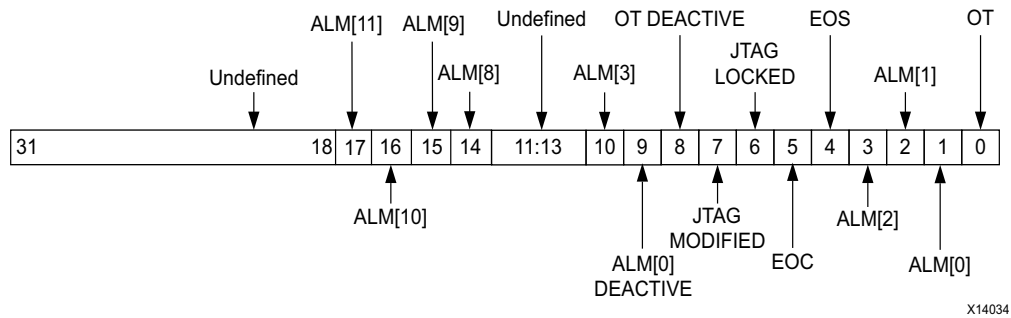 ALM[11] ALM[9] Undefined OT DEACTIVE EOS OT
JTAG
LOCKED
Undefined ALM[8] ALM[3] ALM[1]
31 18 17 16 15 14 11:13 10 9 8 7 6 5 4 3 2 1 0
ALM[10] JTAG
MODIFIED ALM[2]
ALM[0]
DEACTIVE EOC ALM[0]
X14034